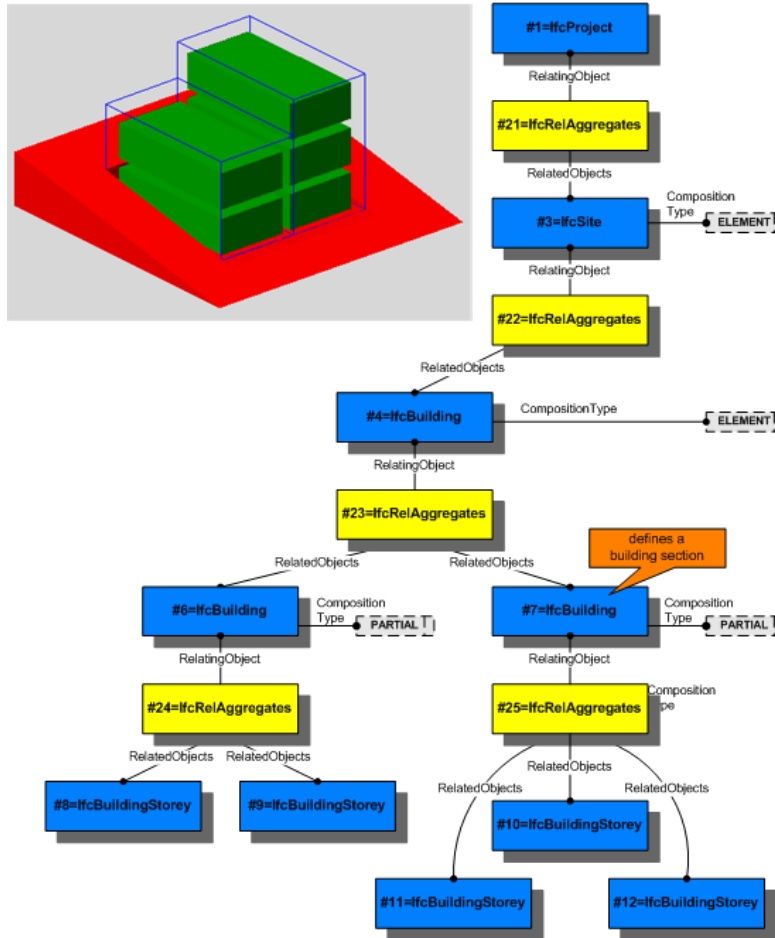 #1=IfcProject
RelatingObject
#21=IfcRelAggregates
RelatedObjects
Composition
Type
#3=IfcSite
ELEMENT
RelatingObject
#22=IfcRelAggregates
RelatedObjects
#4=IfcBuilding
CompositionType
ELEMENT
RelatingObject
#23=IfcRelAggregates
defines a
building section
RelatedObjects
RelatedObjects
#6=IfcBuilding
Composition
Type
PARTIAL
#7=IfcBuilding
Composition
Type
PARTIAL
RelatingObject
RelatingObject
#24=IfcRelAggregates
#25=IfcRelAggregates
Composition
ype
RelatedObjects
RelatedObjects
RelatedObjects
RelatedObjects
RelatedObjects
#8=IfcBuildingStorey
#9=IfcBuildingStorey
#10=IfcBuildingStorey
#11=IfcBuildingStorey
#12=IfcBuildingStorey